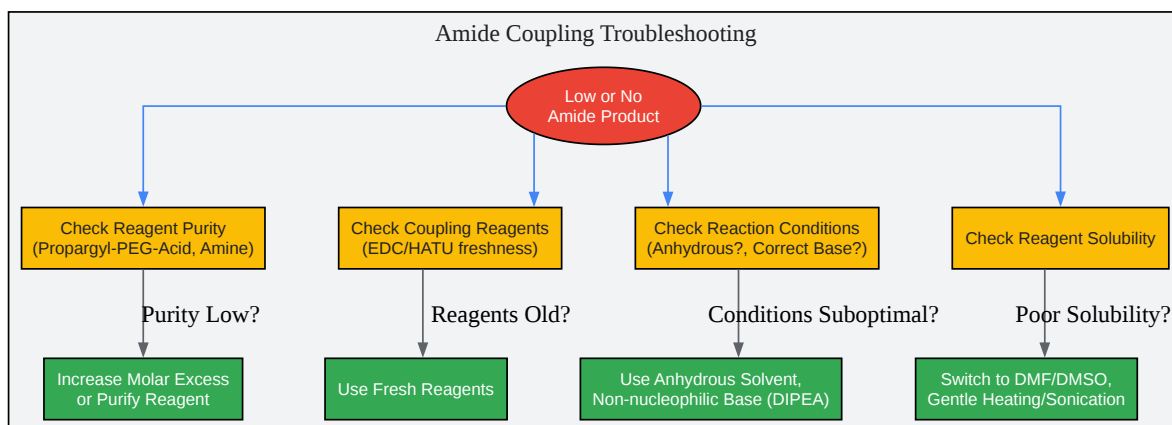 Amide Coupling Troubleshooting
Low or No
Amide Product
Check Reagent Purity
(Propargyl-PEG-Acid, Amine)
Check Coupling Reagents
(EDC/HATU freshness)
Check Reaction Conditions
(Anhydrous?, Correct Base?)
Check Reagent Solubility
Purity Low?
Reagents Old?
Conditions Suboptimal?
Poor Solubility?
Increase Molar Excess
or Purify Reagent
Use Fresh Reagents
Use Anhydrous Solvent,
Non-nucleophilic Base (DIPEA)
Switch to DMF/DMSO,
Gentle Heating/Sonication